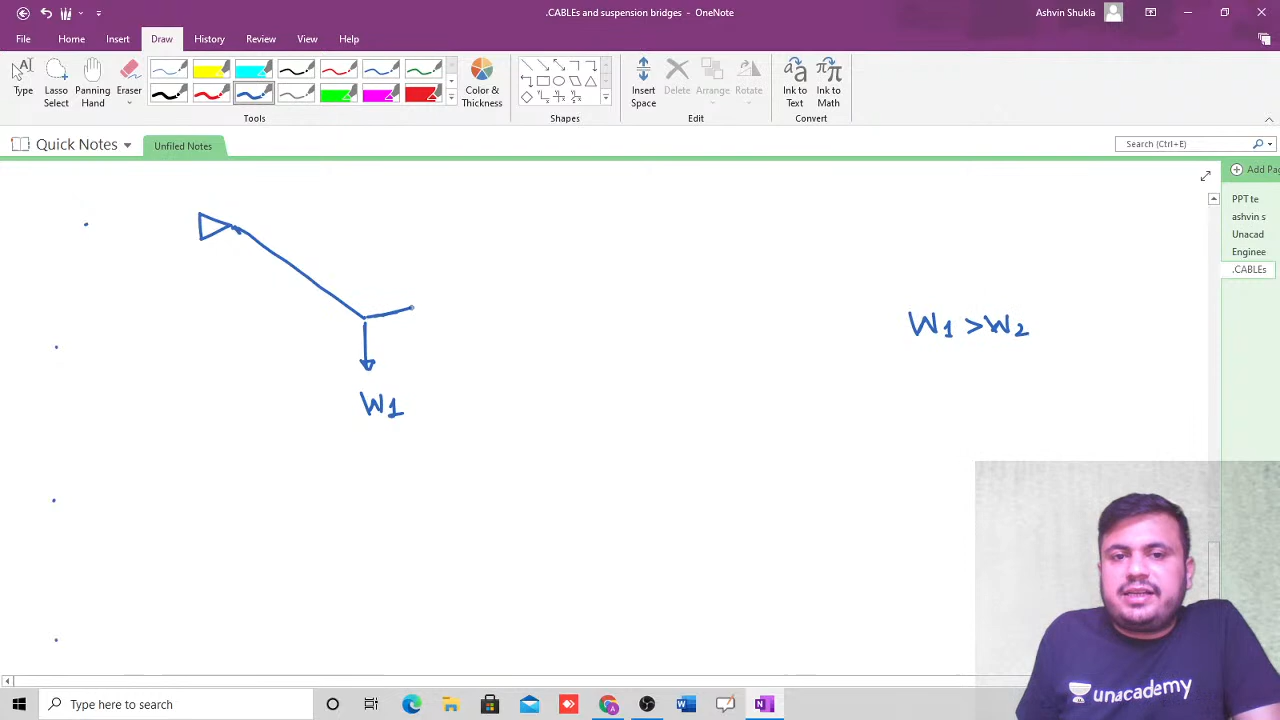 .CABLEs and suspension bridges - OneNote
Ashvin Shukla
File Home Insert Draw History Review View Help
Type
Lasso Select
Panning Hand
Eraser
Color & Thickness
Insert Space
Delete
Arrange
Rotate
Ink to Text
Ink to Math
Tools
Shapes
Edit
Convert
Quick Notes
Unfiled Notes
Search (Ctrl+E)
Add Pag
PPT te
ashvin s
Unacad
Enginee
.CABLEs
W1 > W2
W1
unacademy
Type here to search